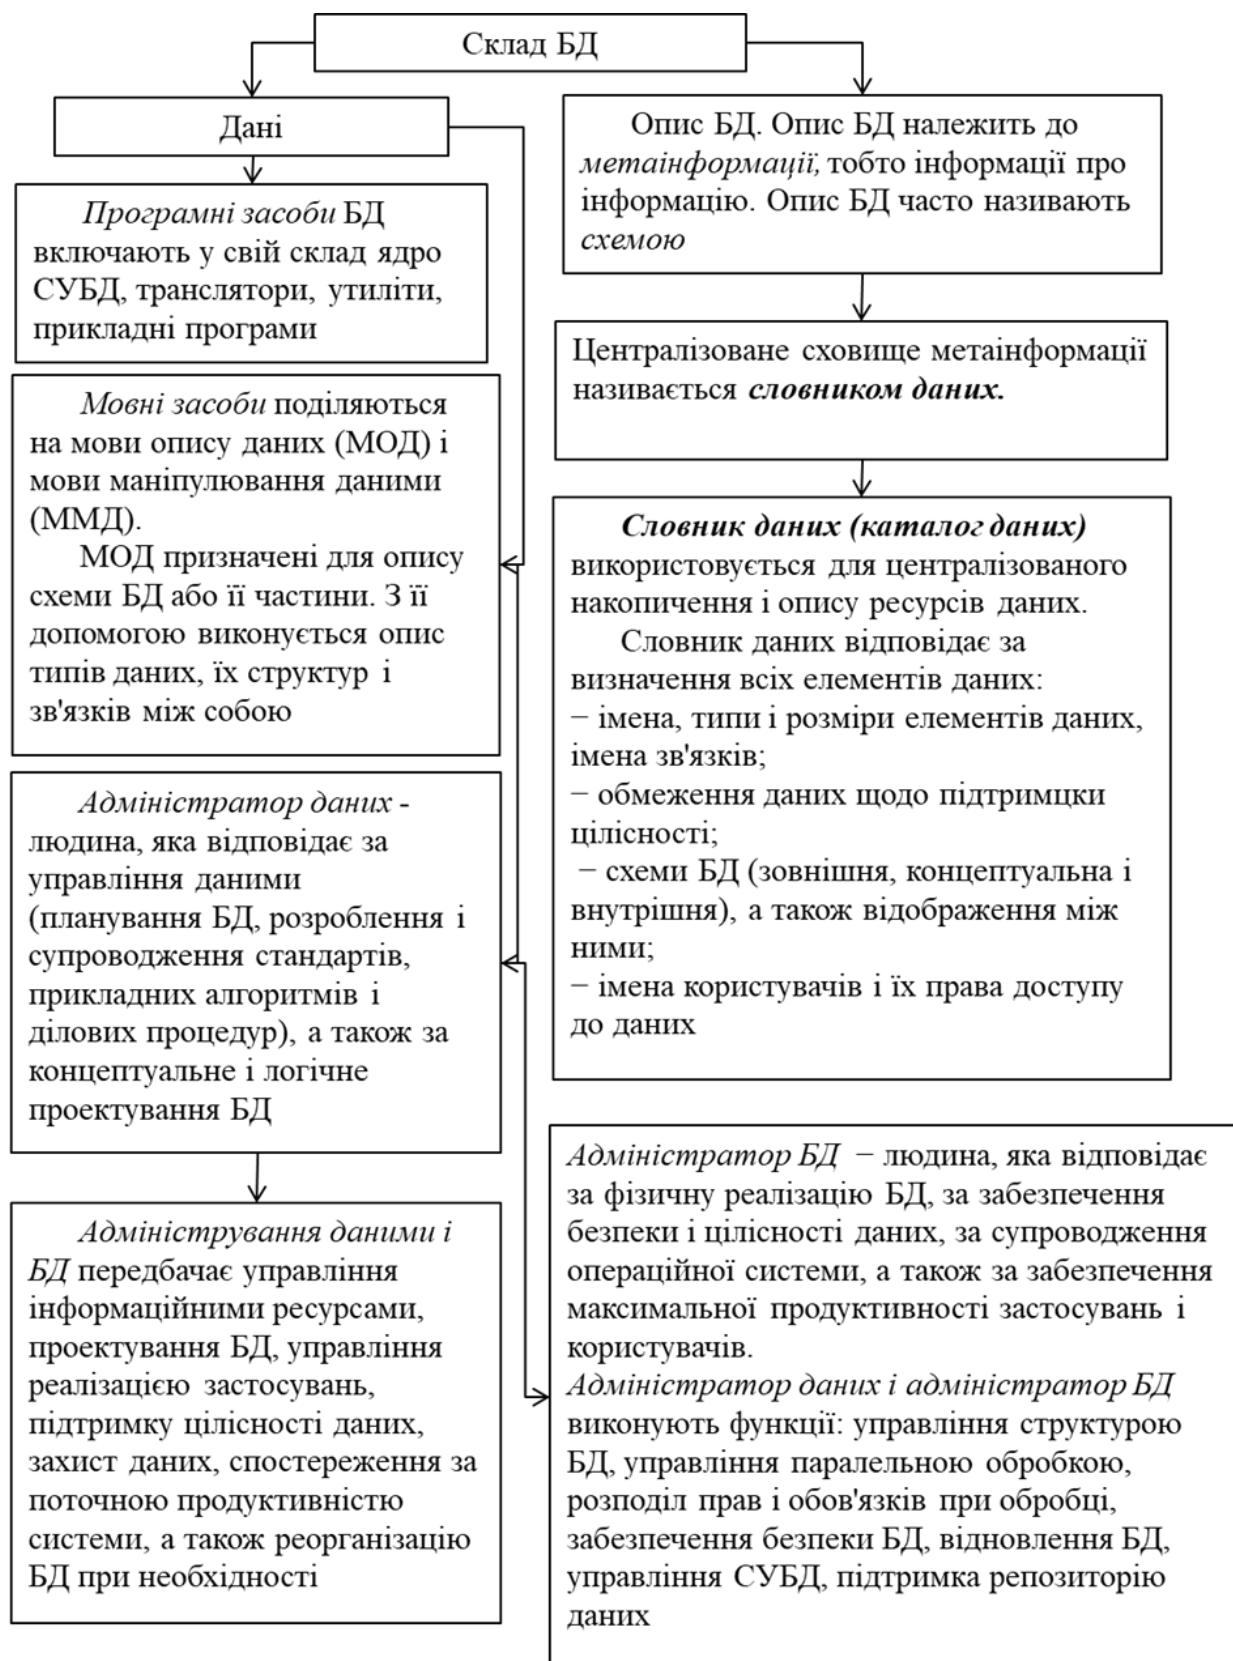 Склад БД
Дані
Програмні засоби БД
включають у свій склад ядро
СУБД, транслятори, утиліти,
прикладні програми
Мовні засоби поділяються
на мови опису даних (МОД) і
мови маніпулювання даними
(ММД).
МОД призначені для опису
схеми БД або її частини. З її
допомогою виконується опис
типів даних, їх структур і
зв'язків між собою
Адміністратор даних -
людина, яка відповідає за
управління даними
(планування БД, розроблення і
супроводження стандартів,
прикладних алгоритмів і
ділових процедур), а також за
концептуальне і логічне
проектування БД
Адміністрування даними і
БД передбачає управління
інформаційними ресурсами,
проектування БД, управління
реалізацією застосувань,
підтримку цілісності даних,
захист даних, спостереження за
поточною продуктивністю
системи, а також реорганізацію
БД при необхідності
Опис БД. Опис БД належить до
метаінформації, тобто інформації про
інформацію. Опис БД часто називають
схемою
Централізоване сховище метаінформації
називається словником даних.
Словник даних (каталог даних)
використовується для централізованого
накопичення і опису ресурсів даних.
Словник даних відповідає за
визначення всіх елементів даних:
− імена, типи і розміри елементів даних,
імена зв'язків;
− обмеження даних щодо підтримцки
цілісності;
− схеми БД (зовнішня, концептуальна і
внутрішня), а також відображення між
ними;
− імена користувачів і їх права доступу
до даних
Адміністратор БД − людина, яка відповідає
за фізичну реалізацію БД, за забезпечення
безпеки і цілісності даних, за супроводження
операційної системи, а також за забезпечення
максимальної продуктивності застосувань і
користувачів.
Адміністратор даних і адміністратор БД
виконують функції: управління структурою
БД, управління паралельною обробкою,
розподіл прав і обов'язків при обробці,
забезпечення безпеки БД, відновлення БД,
управління СУБД, підтримка репозиторію
даних